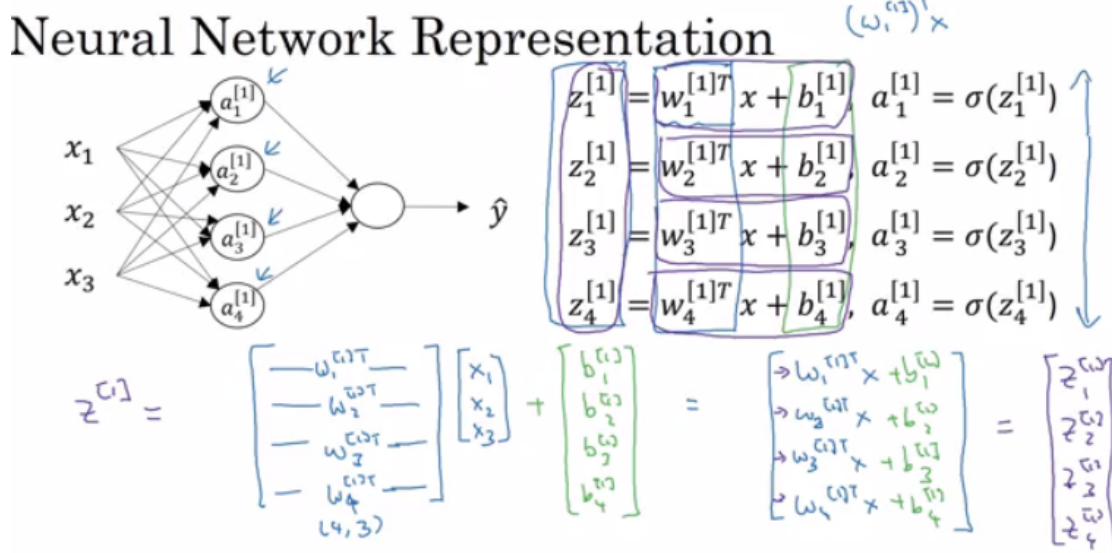 Neural Network Representation
(w₁^[1])ᵀ x
x₁
x₂
x₃
a₁^[1]
a₂^[1]
a₃^[1]
a₄^[1]
ŷ
z₁^[1] = w₁^[1]T x + b₁^[1], a₁^[1] = σ(z₁^[1])
z₂^[1] = w₂^[1]T x + b₂^[1], a₂^[1] = σ(z₂^[1])
z₃^[1] = w₃^[1]T x + b₃^[1], a₃^[1] = σ(z₃^[1])
z₄^[1] = w₄^[1]T x + b₄^[1], a₄^[1] = σ(z₄^[1])
z^[1] =
w₁^[1]T
w₂^[1]T
w₃^[1]T
w₄^[1]T
(4,3)
x₁
x₂
x₃
+
b₁^[1]
b₂^[1]
b₃^[1]
b₄^[1]
=
→ w₁^[1]T x + b₁^[1]
→ w₂^[1]T x + b₂^[1]
→ w₃^[1]T x + b₃^[1]
→ w₄^[1]T x + b₄^[1]
=
z₁^[1]
z₂^[1]
z₃^[1]
z₄^[1]